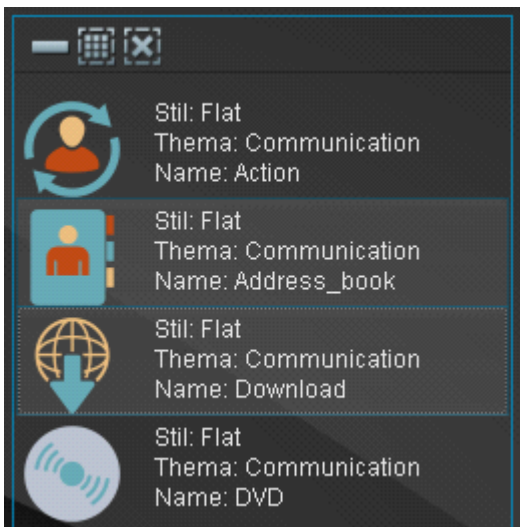 Stil: Flat
Thema: Communication
Name: Action
Stil: Flat
Thema: Communication
Name: Address_book
Stil: Flat
Thema: Communication
Name: Download
Stil: Flat
Thema: Communication
Name: DVD